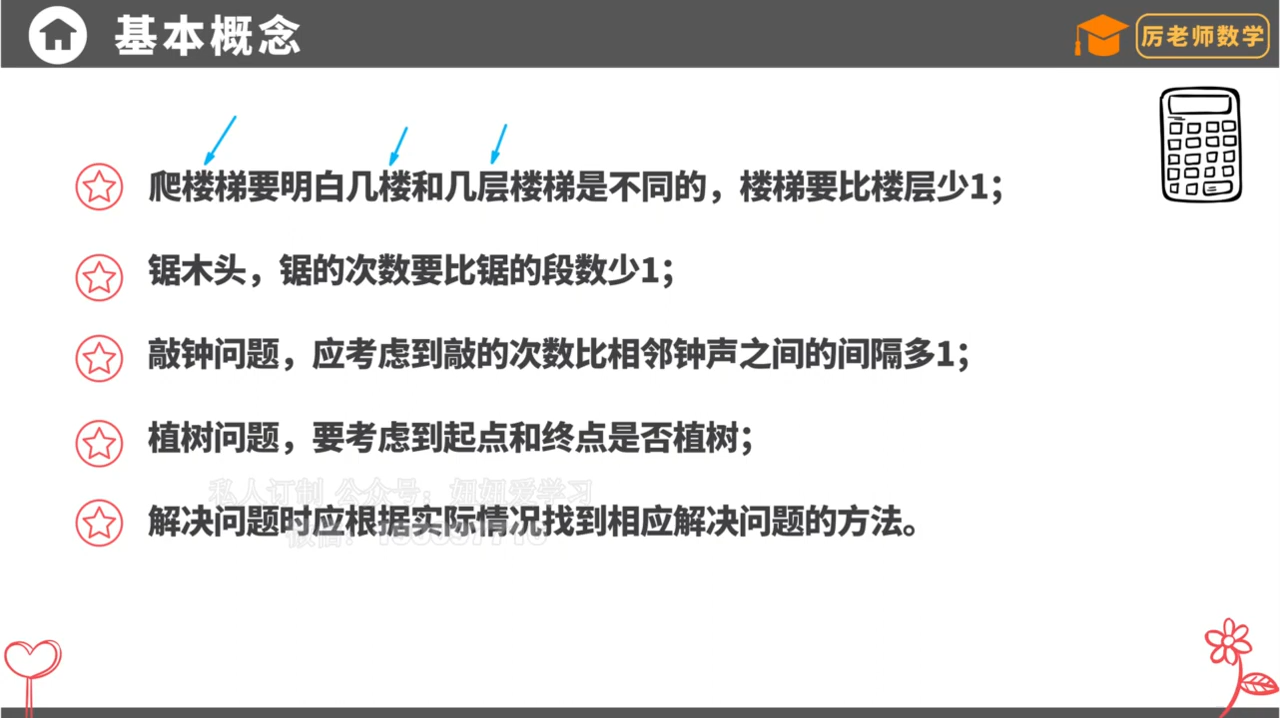 基本概念
厉老师数学
爬楼梯要明白几楼和几层楼梯是不同的，楼梯要比楼层少1；
锯木头，锯的次数要比锯的段数少1；
敲钟问题，应考虑到敲的次数比相邻钟声之间的间隔多1；
植树问题，要考虑到起点和终点是否植树；
私人订制 公众号：妞妞爱学习
解决问题时应根据实际情况找到相应解决问题的方法。
微信：